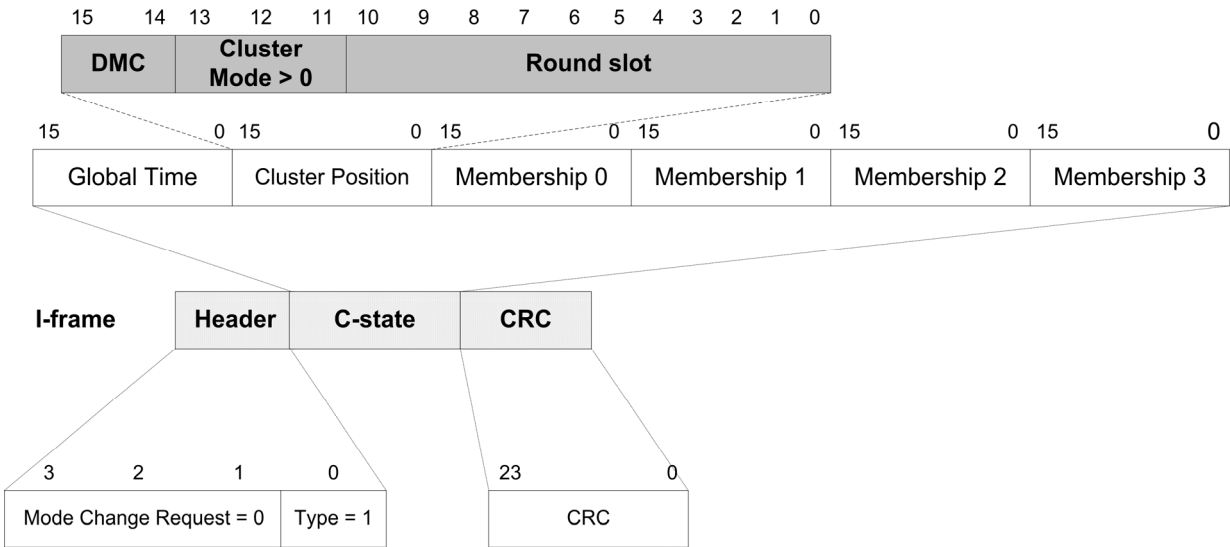 15 14 13 12 11 10 9 8 7 6 5 4 3 2 1 0
DMC Cluster Mode > 0 Round slot
15 0 15 0 15 0 15 0 15 0 15 0
Global Time Cluster Position Membership 0 Membership 1 Membership 2 Membership 3
I-frame Header C-state CRC
3 2 1 0 23 0
Mode Change Request = 0 Type = 1 CRC